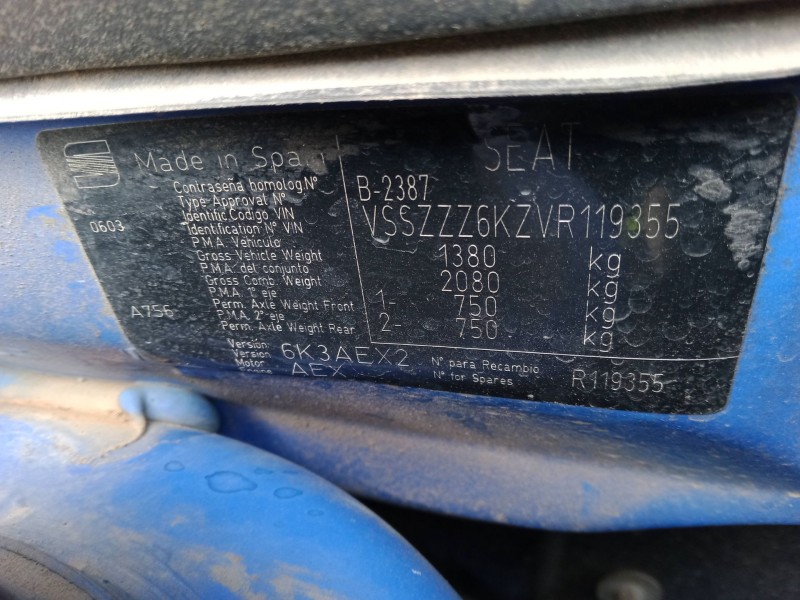 Made in Spain SEAT
Contraseña homolog.Nº B-2387
Type Approval Nº
Identific.Código VIN VSSZZZ6KZVR119355
0603 Identification Nº VIN
P.M.A. Vehículo 1380 kg
Gross Vehicle Weight
P.M.A. del conjunto 2080 kg
Gross Comb. Weight
P.M.A. 1º eje 1- 750 kg
A756 Perm. Axle Weight Front
P.M.A. 2º eje 2- 750 kg
Perm. Axle Weight Rear
Versión 6K3AEX2
Version
Motor AEX
Nº para Recambio R119355
Nº for Spares